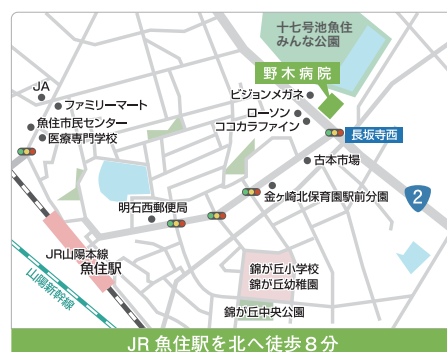 十七号池魚住
みんな公園
野木病院
ビジョンメガネ
JA
ファミリーマート
ローソン
ココカラファイン
魚住市民センター
医療専門学校
長坂寺西
古本市場
金ヶ崎北保育園駅前分園
2
明石西郵便局
JR山陽本線
魚住駅
山陽新幹線
錦が丘小学校
錦が丘幼稚園
錦が丘中央公園
JR 魚住駅を北へ徒歩8分